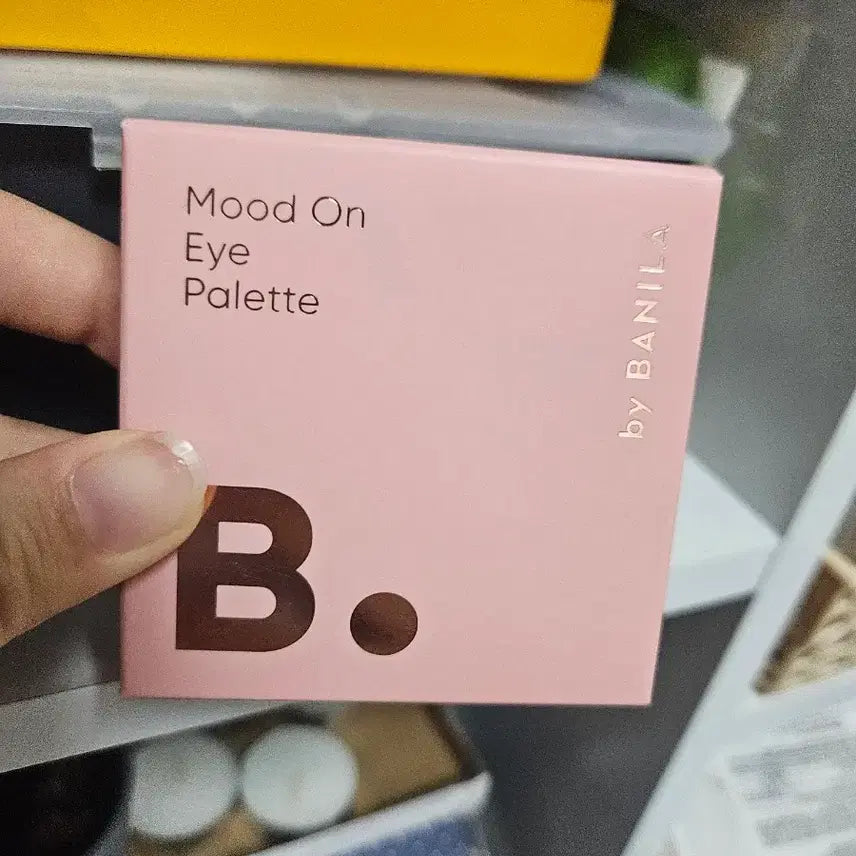 Mood On
Eye
Palette
by BANILA
B.